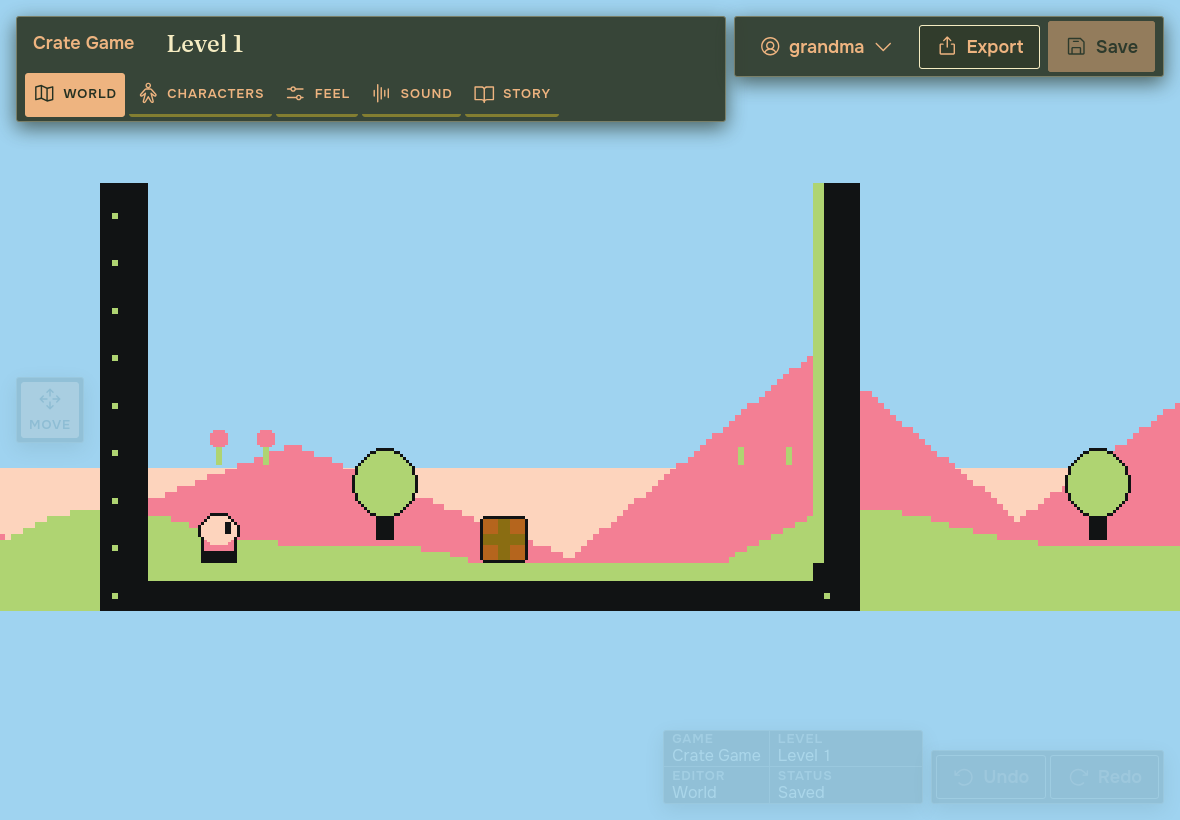 Crate Game
Level 1
WORLD
CHARACTERS
FEEL
SOUND
STORY
grandma
Export
Save
MOVE
GAME
Crate Game
LEVEL
Level 1
EDITOR
World
STATUS
Saved
Undo
Redo